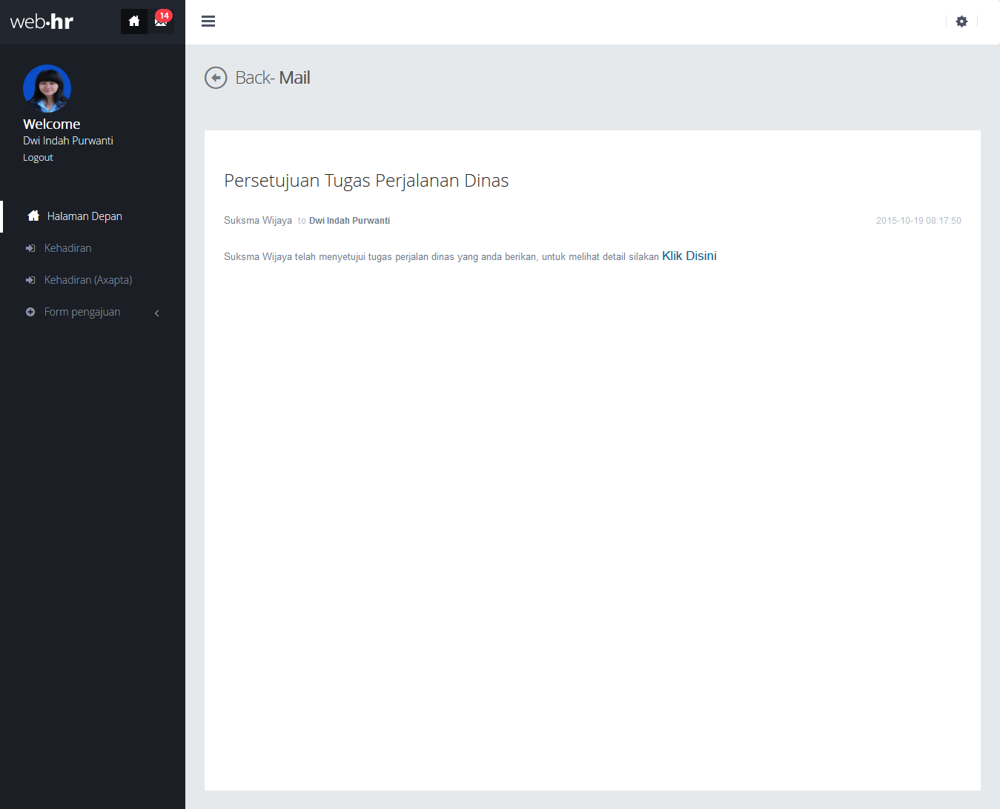 web·hr
14
Back- Mail
Welcome
Dwi Indah Purwanti
Logout
Halaman Depan
Kehadiran
Kehadiran (Axapta)
Form pengajuan
Persetujuan Tugas Perjalanan Dinas
Suksma Wijaya to Dwi Indah Purwanti 2015-10-19 08:17:50
Suksma Wijaya telah menyetujui tugas perjalan dinas yang anda berikan, untuk melihat detail silakan Klik Disini